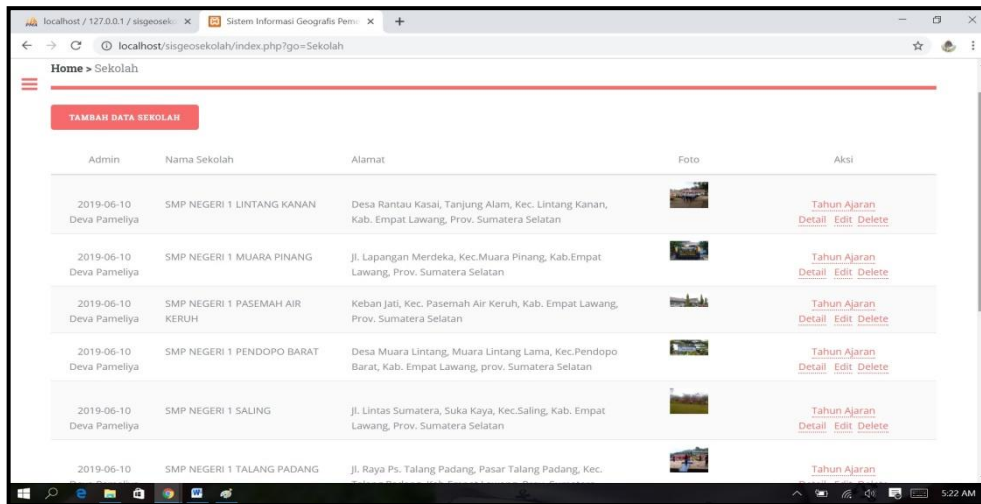 localhost / 127.0.0.1 / sisgeosek
Sistem Informasi Geografis Pem
localhost/sisgeosekolah/index.php?go=Sekolah
Home > Sekolah
TAMBAH DATA SEKOLAH
Admin Nama Sekolah Alamat Foto Aksi
2019-06-10 SMP NEGERI 1 LINTANG KANAN Desa Rantau Kasai, Tanjung Alam, Kec. Lintang Kanan, Tahun Ajaran
Deva Pameliya Kab. Empat Lawang, Prov. Sumatera Selatan Detail Edit Delete
2019-06-10 SMP NEGERI 1 MUARA PINANG Jl. Lapangan Merdeka, Kec.Muara Pinang, Kab.Empat Tahun Ajaran
Deva Pameliya Lawang, Prov. Sumatera Selatan Detail Edit Delete
2019-06-10 SMP NEGERI 1 PASEMAH AIR Keban Jati, Kec. Pasemah Air Keruh, Kab. Empat Lawang, Tahun Ajaran
Deva Pameliya KERUH Prov. Sumatera Selatan Detail Edit Delete
2019-06-10 SMP NEGERI 1 PENDOPO BARAT Desa Muara Lintang, Muara Lintang Lama, Kec.Pendopo Tahun Ajaran
Deva Pameliya Barat, Kab. Empat Lawang, prov. Sumatera Selatan Detail Edit Delete
2019-06-10 SMP NEGERI 1 SALING Jl. Lintas Sumatera, Suka Kaya, Kec.Saling, Kab. Empat Tahun Ajaran
Deva Pameliya Lawang, Prov. Sumatera Selatan Detail Edit Delete
2019-06-10 SMP NEGERI 1 TALANG PADANG Jl. Raya Ps. Talang Padang, Pasar Talang Padang, Kec. Tahun Ajaran
5:22 AM